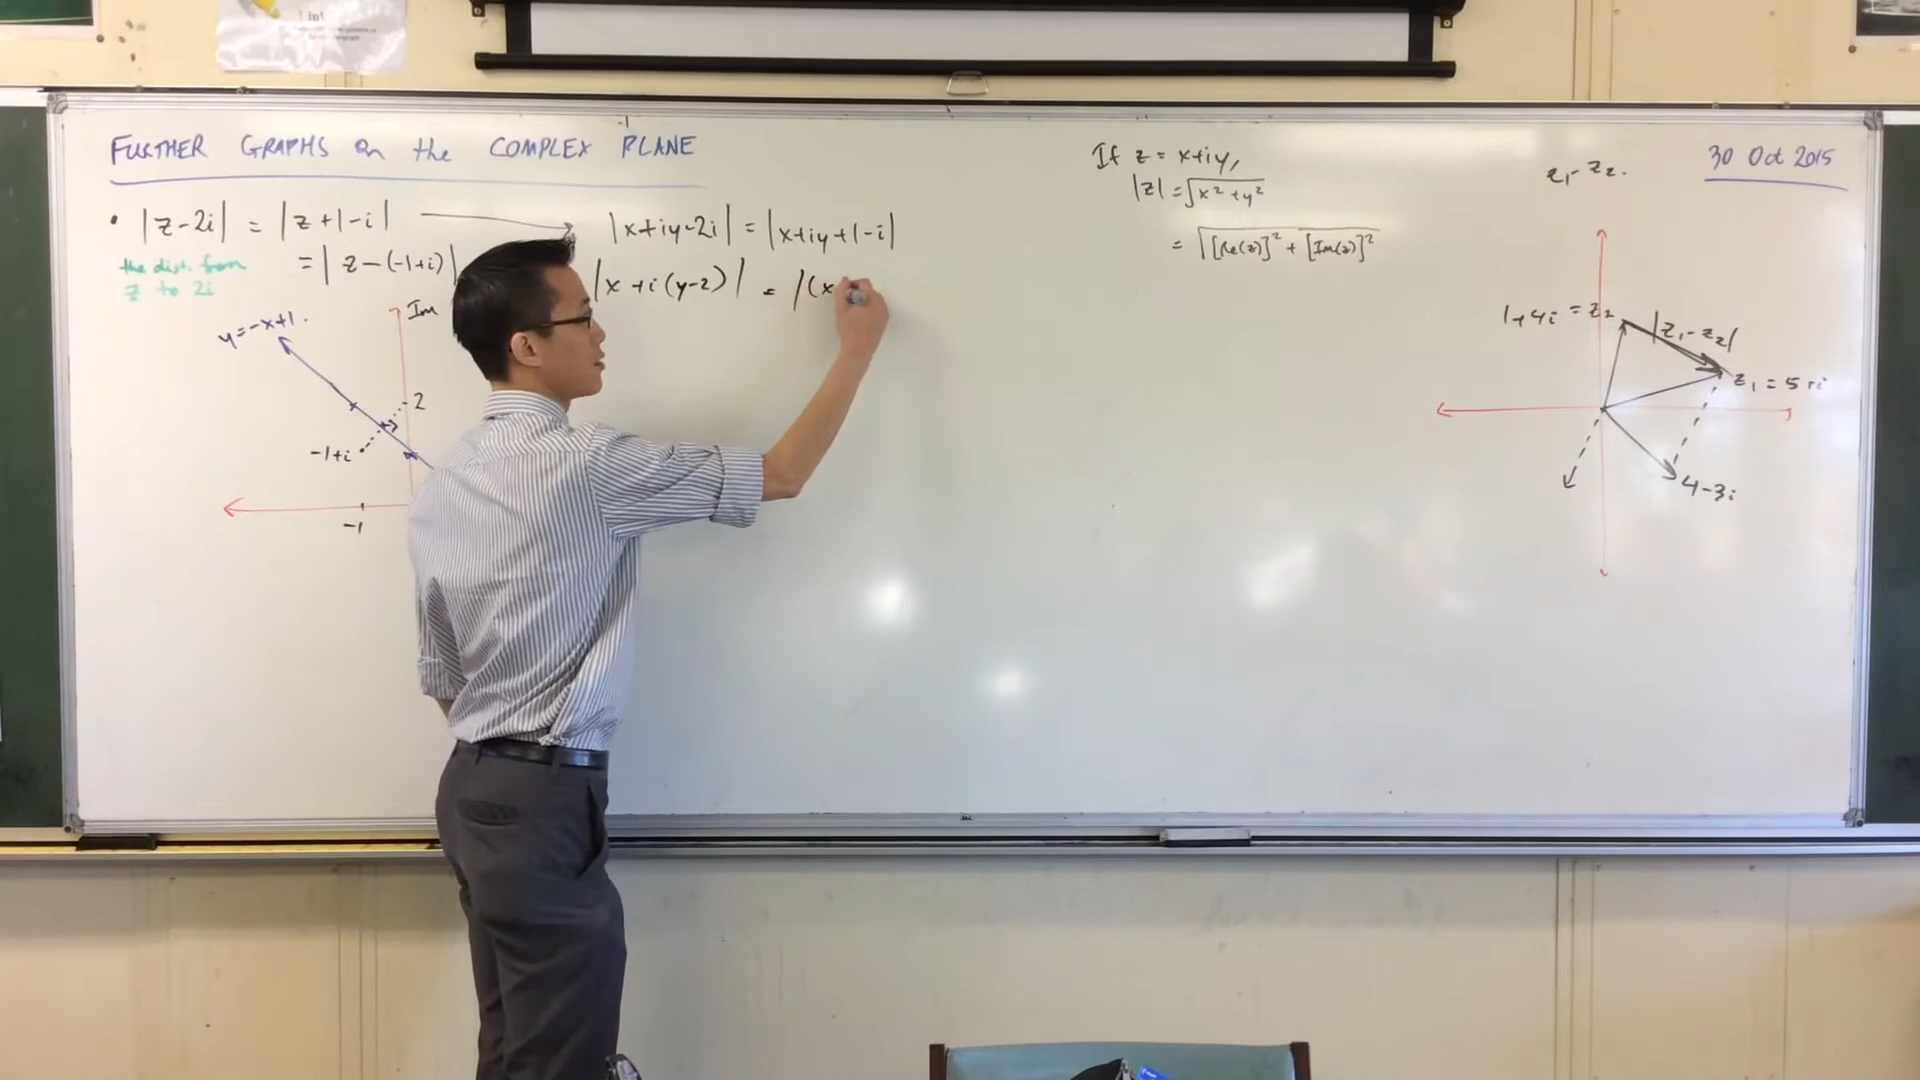 FURTHER GRAPHS on the COMPLEX PLANE
30 Oct 2015
• |z-2i| = |z+1-i|
= |z-(-1+i)|
the dist. from
z to 2i
|x+iy-2i| = |x+iy+1-i|
|x+i(y-2)| = |(x
If z = x+iy,
|z| = √x²+y²
= √[Re(z)]² + [Im(z)]²
z₁-z₂.
y=-x+1.
Im
2
-1+i
-1
1+4i = z₂
|z₁-z₂|
z₁ = 5+i
4-3i